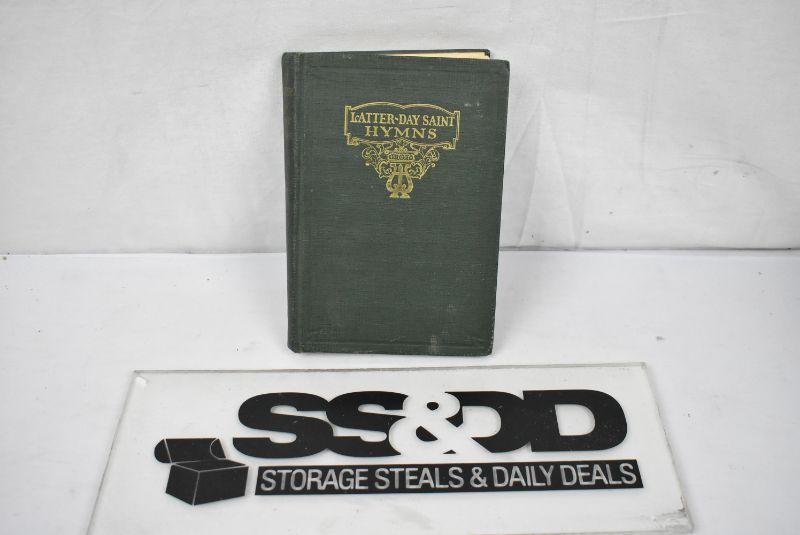 LATTER-DAY SAINT
HYMNS
SS&DD
STORAGE STEALS & DAILY DEALS